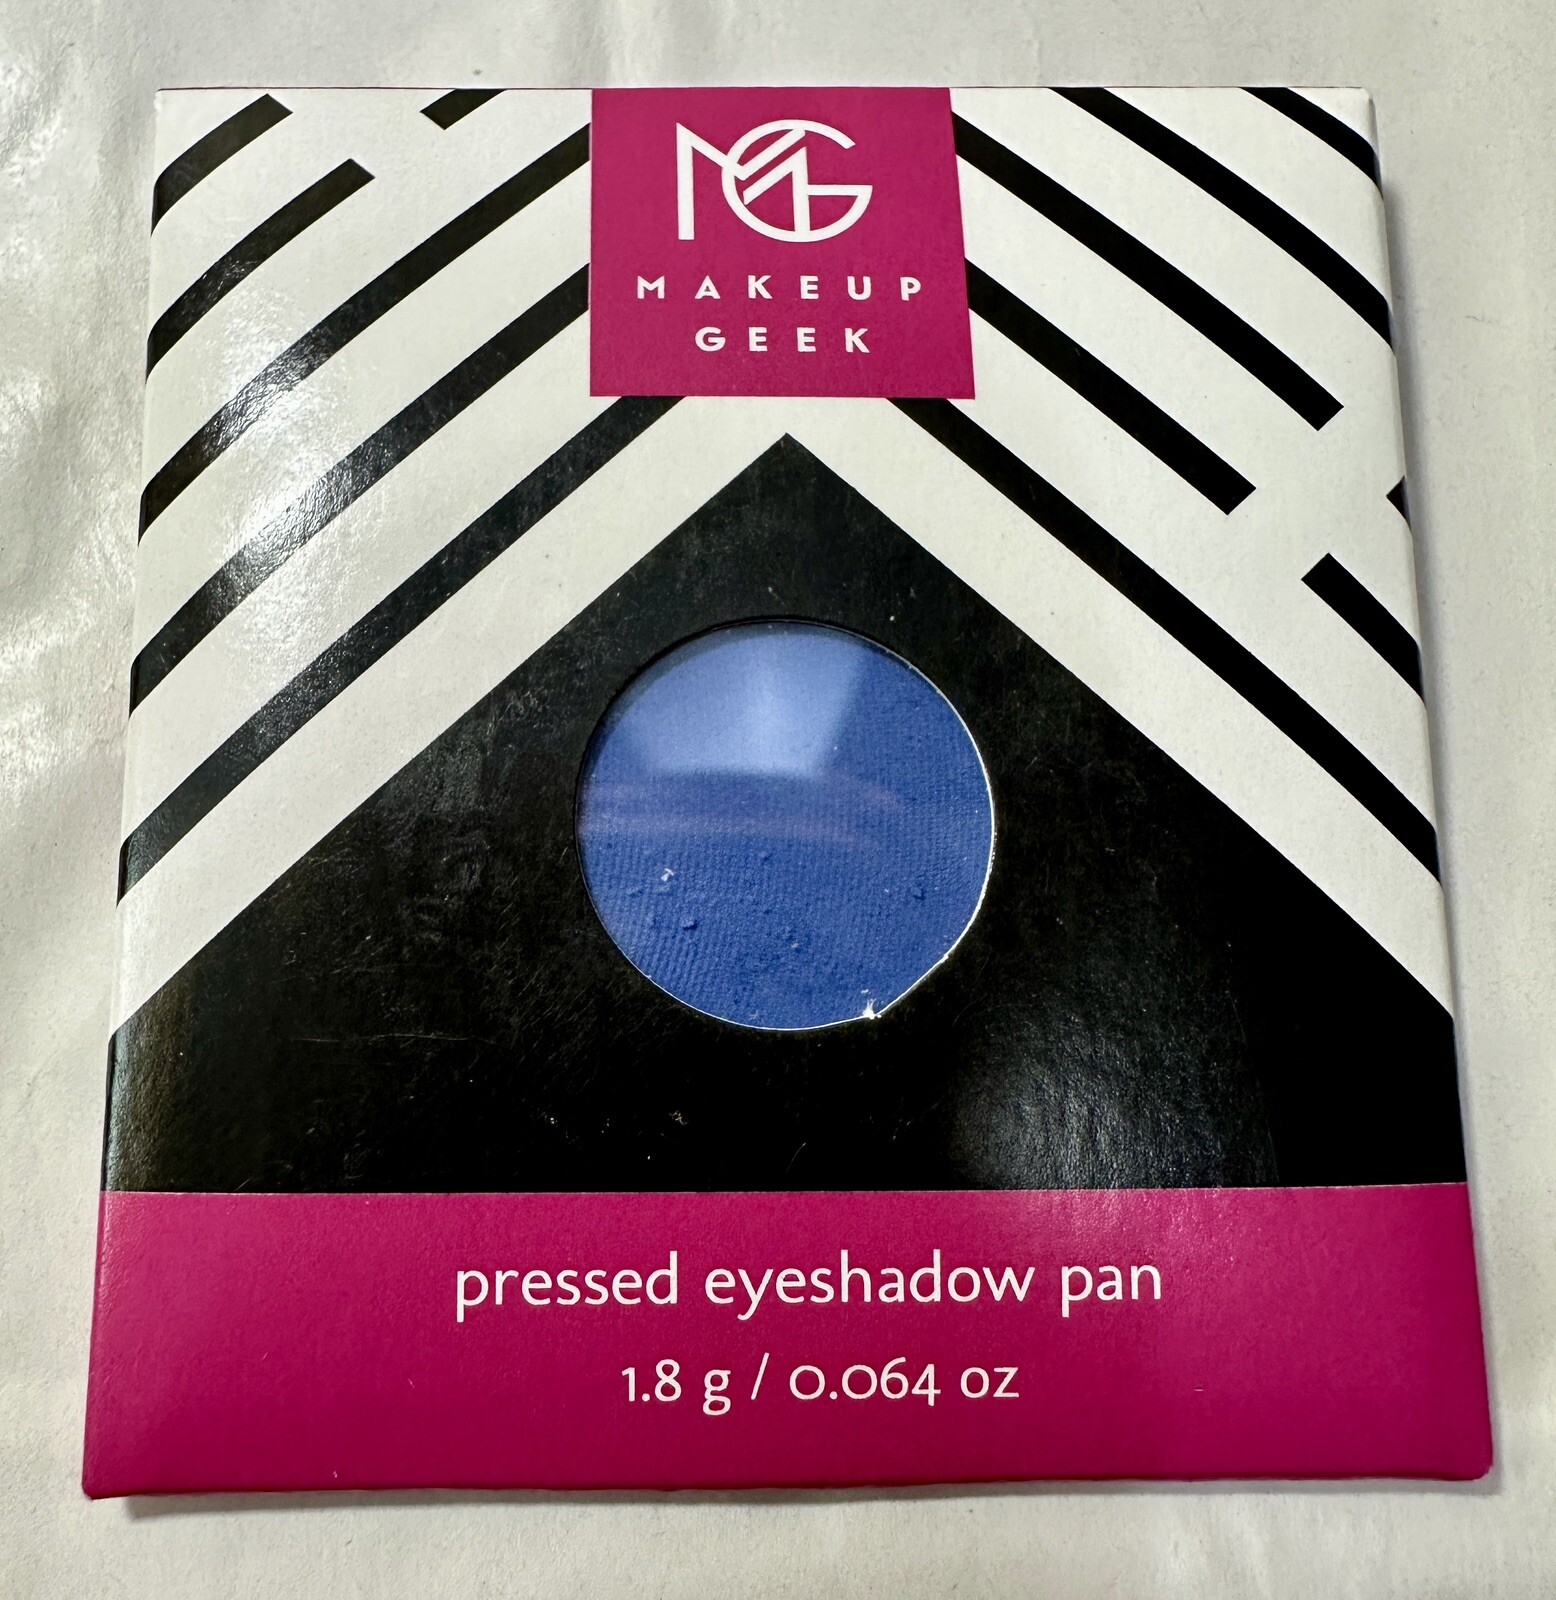 MG
MAKEUP
GEEK
pressed eyeshadow pan
1.8 g / 0.064 oz